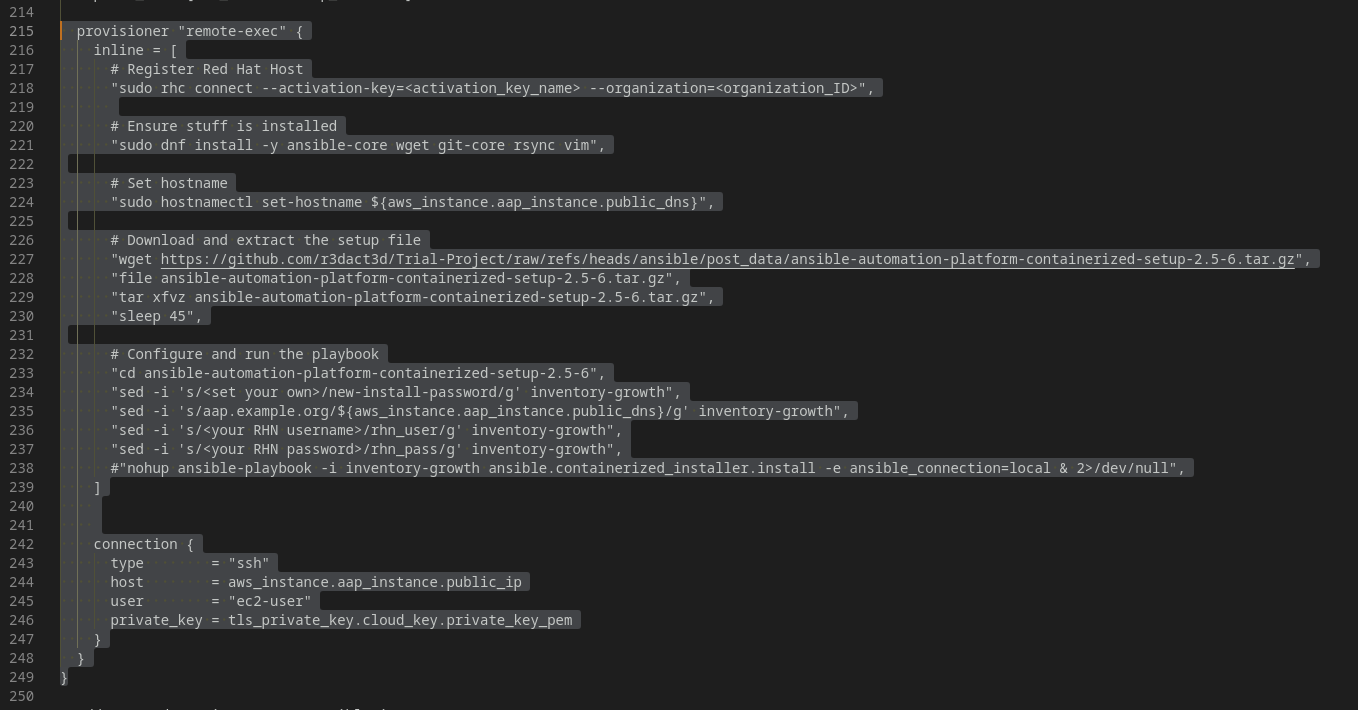 214
215 provisioner "remote-exec" {
216 inline = [
217 # Register Red Hat Host
218 "sudo rhc connect --activation-key=<activation_key_name> --organization=<organization_ID>",
219
220 # Ensure stuff is installed
221 "sudo dnf install -y ansible-core wget git-core rsync vim",
222
223 # Set hostname
224 "sudo hostnamectl set-hostname ${aws_instance.aap_instance.public_dns}",
225
226 # Download and extract the setup file
227 "wget https://github.com/r3dact3d/Trial-Project/raw/refs/heads/ansible/post_data/ansible-automation-platform-containerized-setup-2.5-6.tar.gz",
228 "file ansible-automation-platform-containerized-setup-2.5-6.tar.gz",
229 "tar xfvz ansible-automation-platform-containerized-setup-2.5-6.tar.gz",
230 "sleep 45",
231
232 # Configure and run the playbook
233 "cd ansible-automation-platform-containerized-setup-2.5-6",
234 "sed -i 's/<set your own>/new-install-password/g' inventory-growth",
235 "sed -i 's/aap.example.org/${aws_instance.aap_instance.public_dns}/g' inventory-growth",
236 "sed -i 's/<your RHN username>/rhn_user/g' inventory-growth",
237 "sed -i 's/<your RHN password>/rhn_pass/g' inventory-growth",
238 #"nohup ansible-playbook -i inventory-growth ansible.containerized_installer.install -e ansible_connection=local & 2>/dev/null",
239 ]
240
241
242 connection {
243 type = "ssh"
244 host = aws_instance.aap_instance.public_ip
245 user = "ec2-user"
246 private_key = tls_private_key.cloud_key.private_key_pem
247 }
248 }
249 }
250